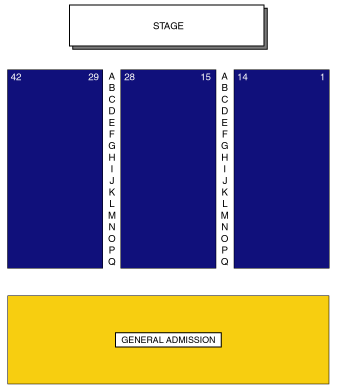 STAGE
42 29 A 28 15 A 14 1
B B
C C
D D
E E
F F
G G
H H
I I
J J
K K
L L
M M
N N
O O
P P
Q Q
GENERAL ADMISSION